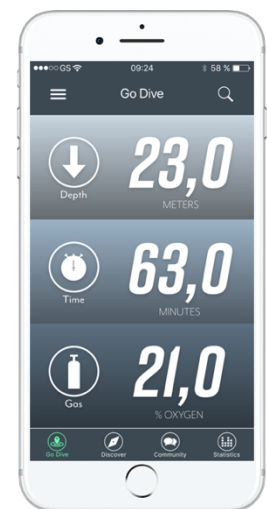 GS 09:24 58 %
Go Dive
23,0
Depth
METERS
63,0
Time
MINUTES
21,0
Gas
% OXYGEN
Go Dive Discover Community Statistics